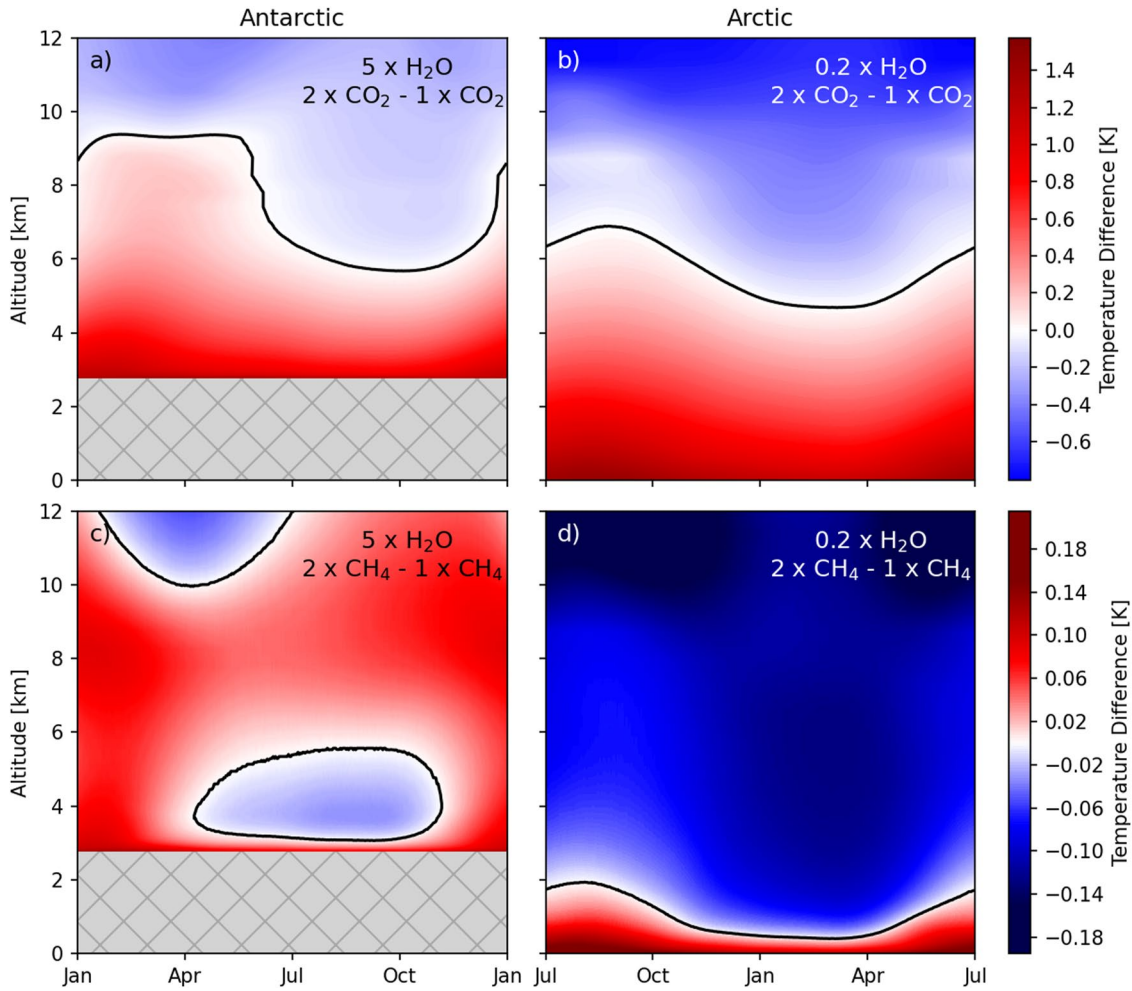 Antarctic
Arctic
a)
5 x H₂O
2 x CO₂ - 1 x CO₂
b)
0.2 x H₂O
2 x CO₂ - 1 x CO₂
12
10
8
6
4
2
0
Altitude [km]
1.4
1.2
1.0
0.8
0.6
0.4
0.2
0.0
−0.2
−0.4
−0.6
Temperature Difference [K]
c)
5 x H₂O
2 x CH₄ - 1 x CH₄
d)
0.2 x H₂O
2 x CH₄ - 1 x CH₄
12
10
8
6
4
2
0
Altitude [km]
Jan
Apr
Jul
Oct
Jan
Jul
Oct
Jan
Apr
Jul
0.18
0.14
0.10
0.06
0.02
−0.02
−0.06
−0.10
−0.14
−0.18
Temperature Difference [K]